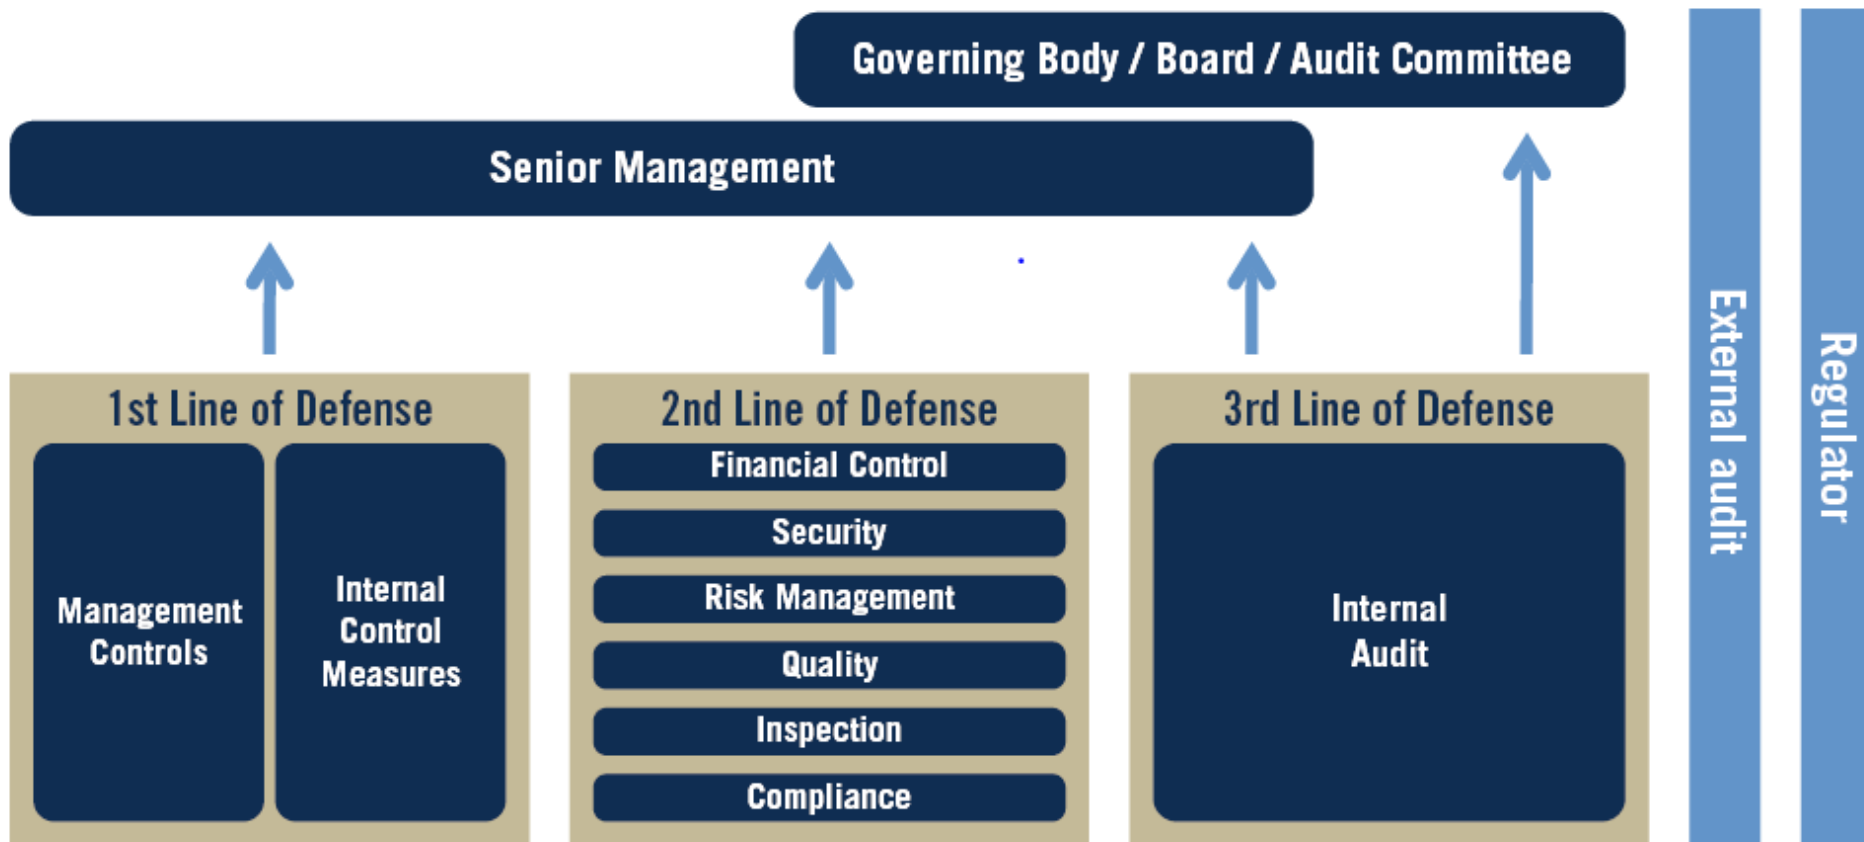 Governing Body / Board / Audit Committee
Senior Management
1st Line of Defense
Management
Controls
Internal
Control
Measures
2nd Line of Defense
Financial Control
Security
Risk Management
Quality
Inspection
Compliance
3rd Line of Defense
Internal
Audit
External audit
Regulator